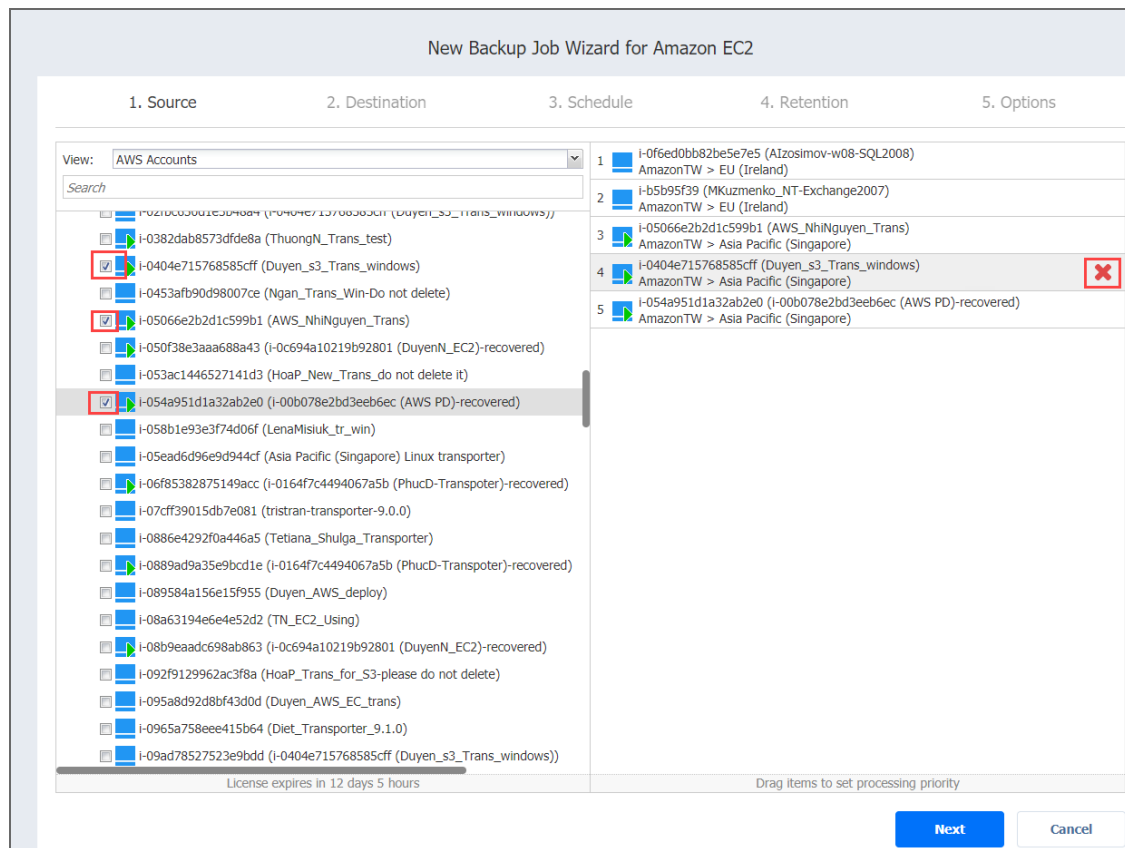 New Backup Job Wizard for Amazon EC2
1. Source
2. Destination
3. Schedule
4. Retention
5. Options
View:
AWS Accounts
Search
i-02fbc630d1e3b48a4 (i-0404e715768585cff (Duyen_s3_Trans_windows))
i-0382dab8573dfde8a (ThuongN_Trans_test)
i-0404e715768585cff (Duyen_s3_Trans_windows)
i-0453afb90d98007ce (Ngan_Trans_Win-Do not delete)
i-05066e2b2d1c599b1 (AWS_NhiNguyen_Trans)
i-050f38e3aaa688a43 (i-0c694a10219b92801 (DuyenN_EC2)-recovered)
i-053ac1446527141d3 (HoaP_New_Trans_do not delete it)
i-054a951d1a32ab2e0 (i-00b078e2bd3eeb6ec (AWS PD)-recovered)
i-058b1e93e3f74d06f (LenaMisiuk_tr_win)
i-05ead6d96e9d944cf (Asia Pacific (Singapore) Linux transporter)
i-06f85382875149acc (i-0164f7c4494067a5b (PhucD-Transpoter)-recovered)
i-07cff39015db7e081 (tristran-transporter-9.0.0)
i-0886e4292f0a446a5 (Tetiana_Shulga_Transporter)
i-0889ad9a35e9bcd1e (i-0164f7c4494067a5b (PhucD-Transpoter)-recovered)
i-089584a156e15f955 (Duyen_AWS_deploy)
i-08a63194e6e4e52d2 (TN_EC2_Using)
i-08b9eaadc698ab863 (i-0c694a10219b92801 (DuyenN_EC2)-recovered)
i-092f9129962ac3f8a (HoaP_Trans_for_S3-please do not delete)
i-095a8d92d8bf43d0d (Duyen_AWS_EC_trans)
i-0965a758eee415b64 (Diet_Transporter_9.1.0)
i-09ad78527523e9bdd (i-0404e715768585cff (Duyen_s3_Trans_windows))
License expires in 12 days 5 hours
1
i-0f6ed0bb82be5e7e5 (AIzosimov-w08-SQL2008)
AmazonTW > EU (Ireland)
2
i-b5b95f39 (MKuzmenko_NT-Exchange2007)
AmazonTW > EU (Ireland)
3
i-05066e2b2d1c599b1 (AWS_NhiNguyen_Trans)
AmazonTW > Asia Pacific (Singapore)
4
i-0404e715768585cff (Duyen_s3_Trans_windows)
AmazonTW > Asia Pacific (Singapore)
5
i-054a951d1a32ab2e0 (i-00b078e2bd3eeb6ec (AWS PD)-recovered)
AmazonTW > Asia Pacific (Singapore)
Drag items to set processing priority
Next
Cancel